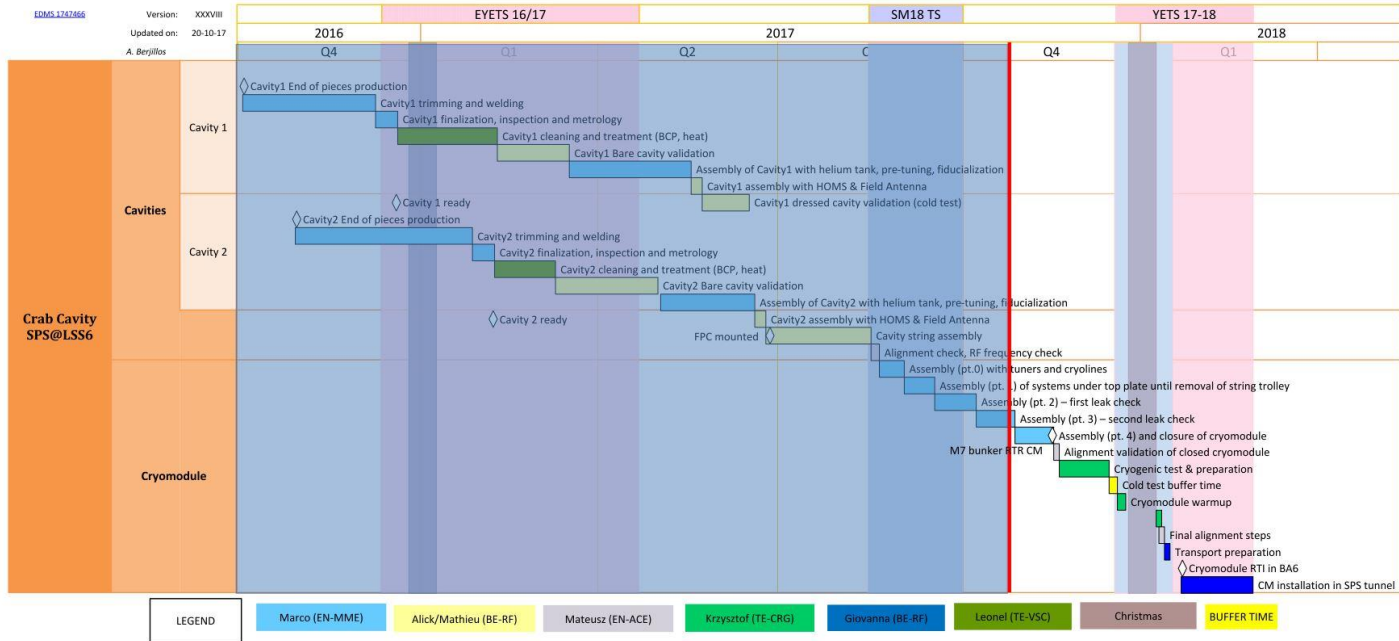 EDMS 1747466 Version: XXXVIII EYETS 16/17 SM18 TS YETS 17-18
Updated on: 20-10-17 2016 2017 2018
A. Berjillos Q4 Q1 Q2 Q4 Q1
Cavity1 End of pieces production
Cavity1 trimming and welding
Cavity 1
Cavity1 finalization, inspection and metrology
Cavity1 cleaning and treatment (BCP, heat)
Cavity1 Bare cavity validation
Assembly of Cavity1 with helium tank, pre-tuning, fiducialization
Cavity1 assembly with HOMS & Field Antenna
Cavity 1 ready
Cavity1 dressed cavity validation (cold test)
Cavities
Cavity2 End of pieces production
Cavity2 trimming and welding
Cavity 2
Cavity2 finalization, inspection and metrology
Cavity2 cleaning and treatment (BCP, heat)
Cavity2 Bare cavity validation
Assembly of Cavity2 with helium tank, pre-tuning, fiducialization
Crab Cavity
SPS@LSS6
Cavity 2 ready
Cavity2 assembly with HOMS & Field Antenna
FPC mounted
Cavity string assembly
Alignment check, RF frequency check
Assembly (pt.0) with tuners and cryolines
Assembly (pt. 1) of systems under top plate until removal of string trolley
Assembly (pt. 2) – first leak check
Assembly (pt. 3) – second leak check
Assembly (pt. 4) and closure of cryomodule
M7 bunker RTR CM
Alignment validation of closed cryomodule
Cryomodule
Cryogenic test & preparation
Cold test buffer time
Cryomodule warmup
Final alignment steps
Transport preparation
Cryomodule RTI in BA6
CM installation in SPS tunnel
LEGEND
Marco (EN-MME)
Alick/Mathieu (BE-RF)
Mateusz (EN-ACE)
Krzysztof (TE-CRG)
Giovanna (BE-RF)
Leonel (TE-VSC)
Christmas
BUFFER TIME